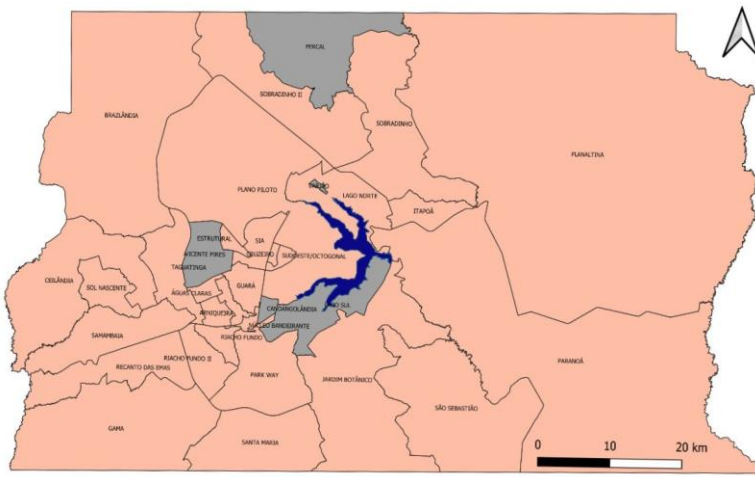 FERCAL
SOBRADINHO II
BRAZLÂNDIA
SOBRADINHO
PLANALTINA
VARJÃO
PLANO PILOTO
LAGO NORTE
ITAPOÃ
ESTRUTURAL
SIA
VICENTE PIRES
CRUZEIRO
SUDOESTE/OCTOGONAL
TAGUATINGA
CEILÂNDIA
SOL NASCENTE
GUARÁ
ÁGUAS CLARAS
LAGO SUL
CANDANGOLÂNDIA
ARNIQUEIRA
NÚCLEO BANDEIRANTE
SAMAMBAIA
RIACHO FUNDO
RIACHO FUNDO II
PARANOÁ
RECANTO DAS EMAS
PARK WAY
JARDIM BOTÂNICO
SÃO SEBASTIÃO
GAMA
SANTA MARIA
0 10 20 km